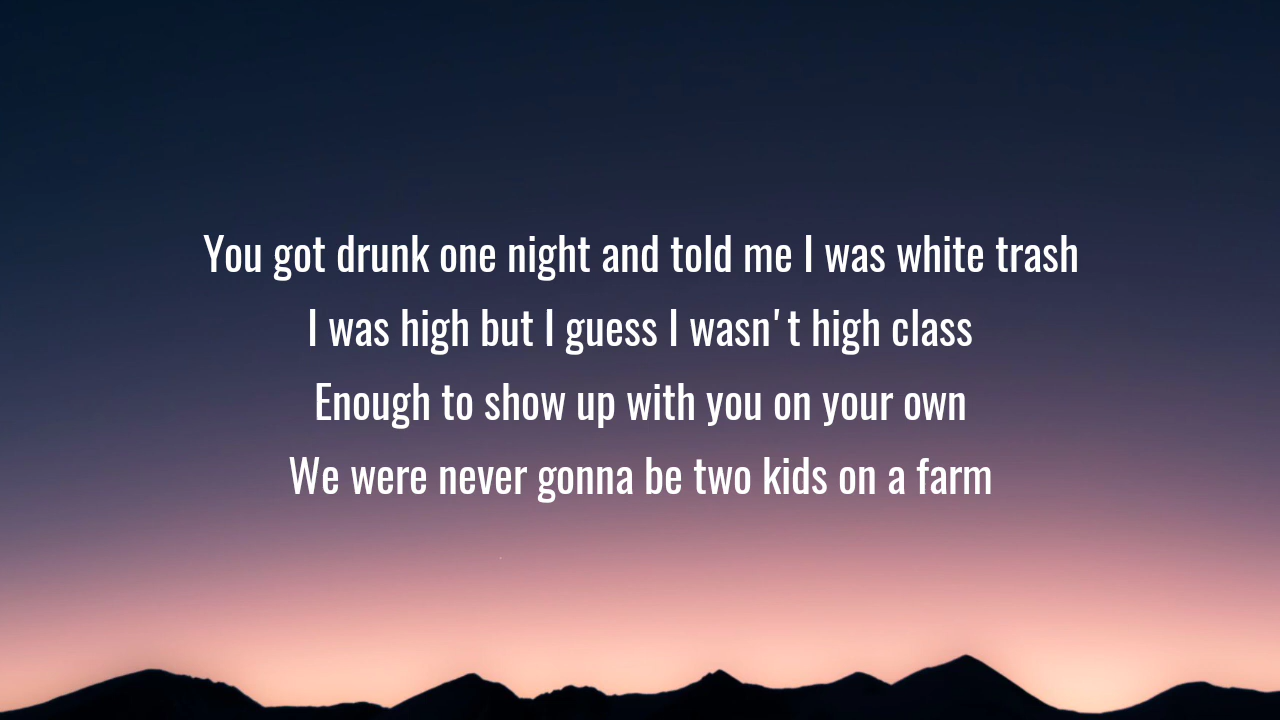 You got drunk one night and told me I was white trash
I was high but I guess I wasn't high class
Enough to show up with you on your own
We were never gonna be two kids on a farm